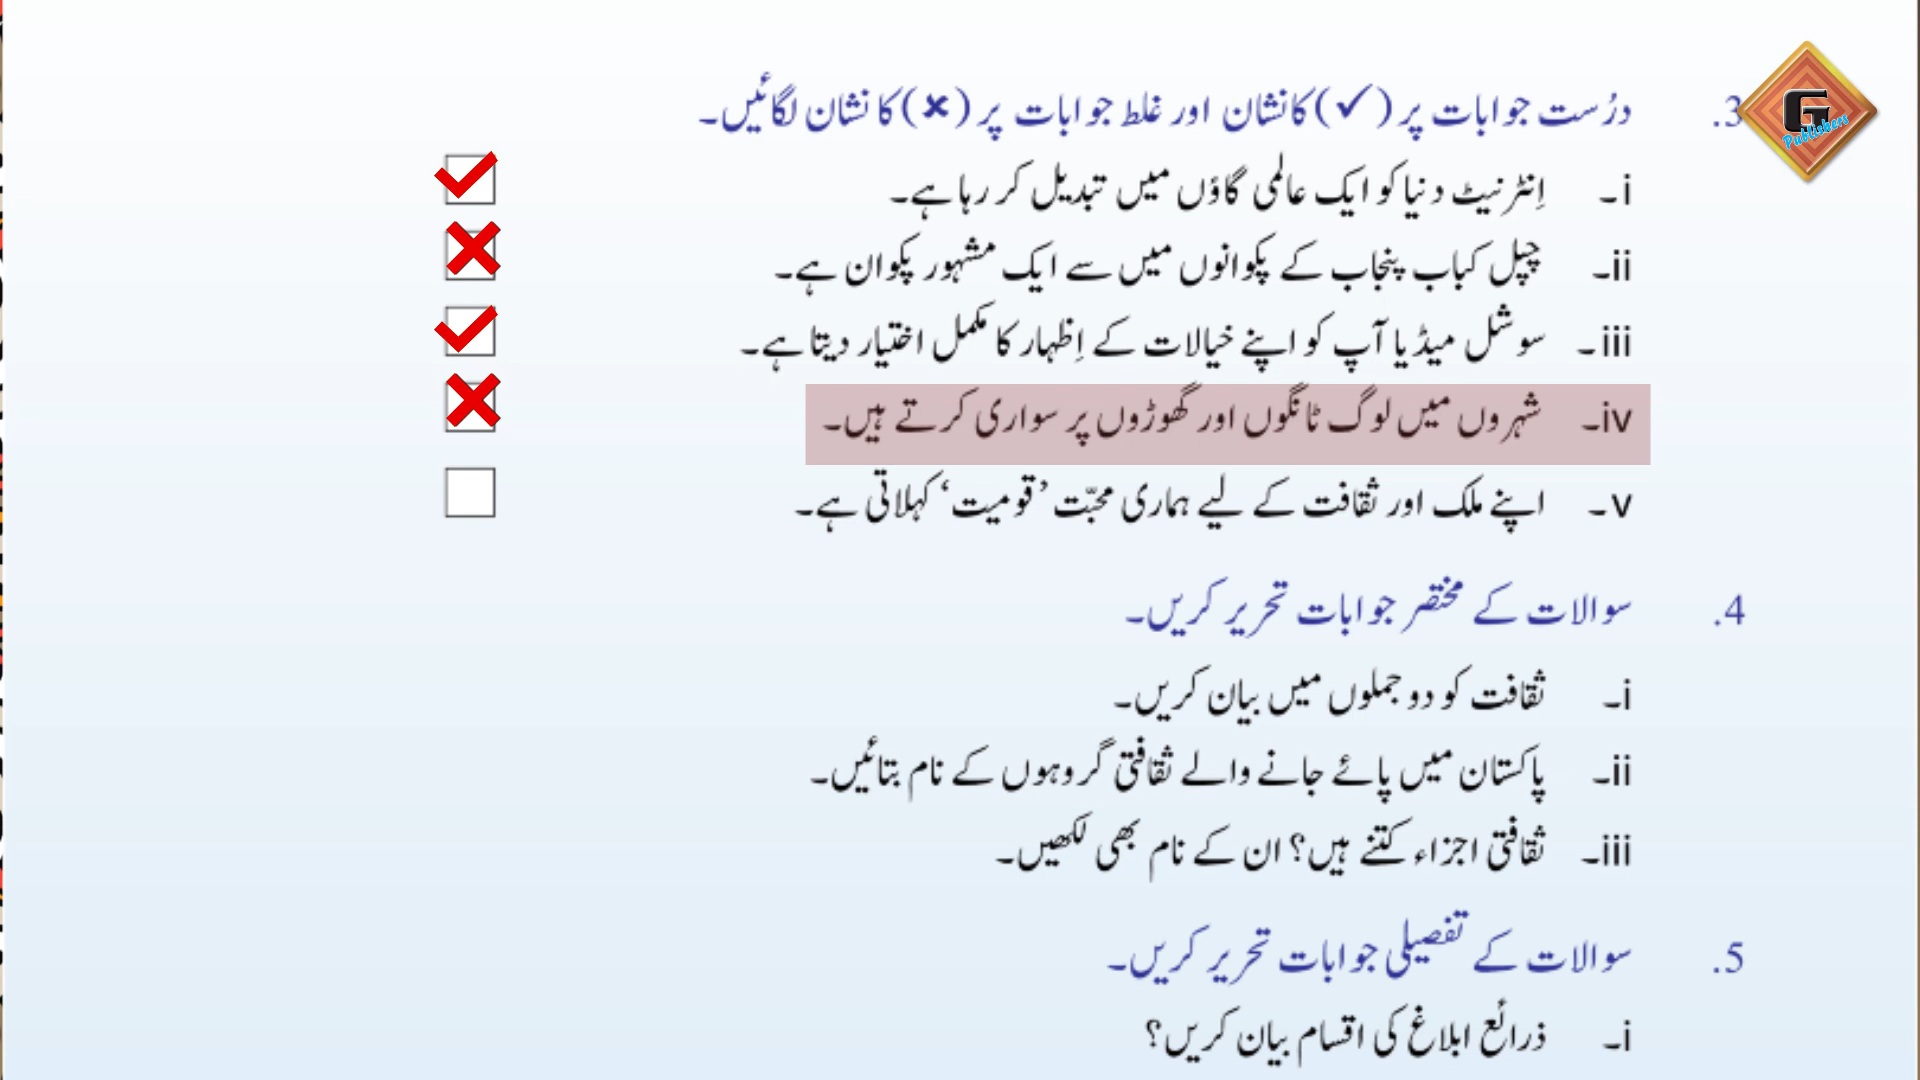 3. درُست جوابات پر (✓) کا نشان اور غلط جوابات پر (✗) کا نشان لگائیں۔
i۔ اِنٹرنیٹ دنیا کو ایک عالمی گاؤں میں تبدیل کر رہا ہے۔
ii۔ چپل کباب پنجاب کے پکوانوں میں سے ایک مشہور پکوان ہے۔
iii۔ سوشل میڈیا آپ کو اپنے خیالات کے اِظہار کا مکمل اختیار دیتا ہے۔
iv۔ شہروں میں لوگ ٹانگوں اور گھوڑوں پر سواری کرتے ہیں۔
v۔ اپنے ملک اور ثقافت کے لیے ہماری محبّت ’قومیت‘ کہلاتی ہے۔
4. سوالات کے مختصر جوابات تحریر کریں۔
i۔ ثقافت کو دو جملوں میں بیان کریں۔
ii۔ پاکستان میں پائے جانے والے ثقافتی گروہوں کے نام بتائیں۔
iii۔ ثقافتی اجزاء کتنے ہیں؟ ان کے نام بھی لکھیں۔
5. سوالات کے تفصیلی جوابات تحریر کریں۔
i۔ ذرائع ابلاغ کی اقسام بیان کریں؟
G
Publishers